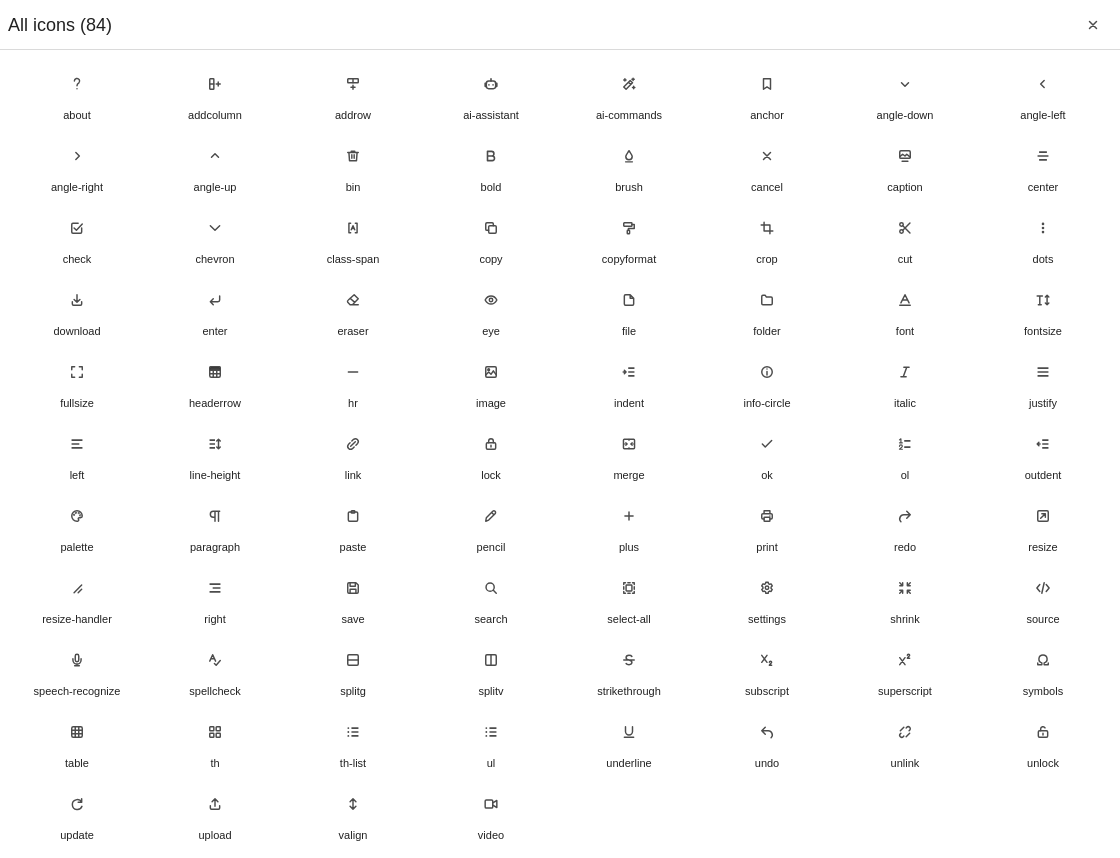 All icons (84)
about addcolumn addrow ai-assistant ai-commands anchor angle-down angle-left
angle-right angle-up bin bold brush cancel caption center
check chevron class-span copy copyformat crop cut dots
download enter eraser eye file folder font fontsize
fullsize headerrow hr image indent info-circle italic justify
left line-height link lock merge ok ol outdent
palette paragraph paste pencil plus print redo resize
resize-handler right save search select-all settings shrink source
speech-recognize spellcheck splitg splitv strikethrough subscript superscript symbols
table th th-list ul underline undo unlink unlock
update upload valign video